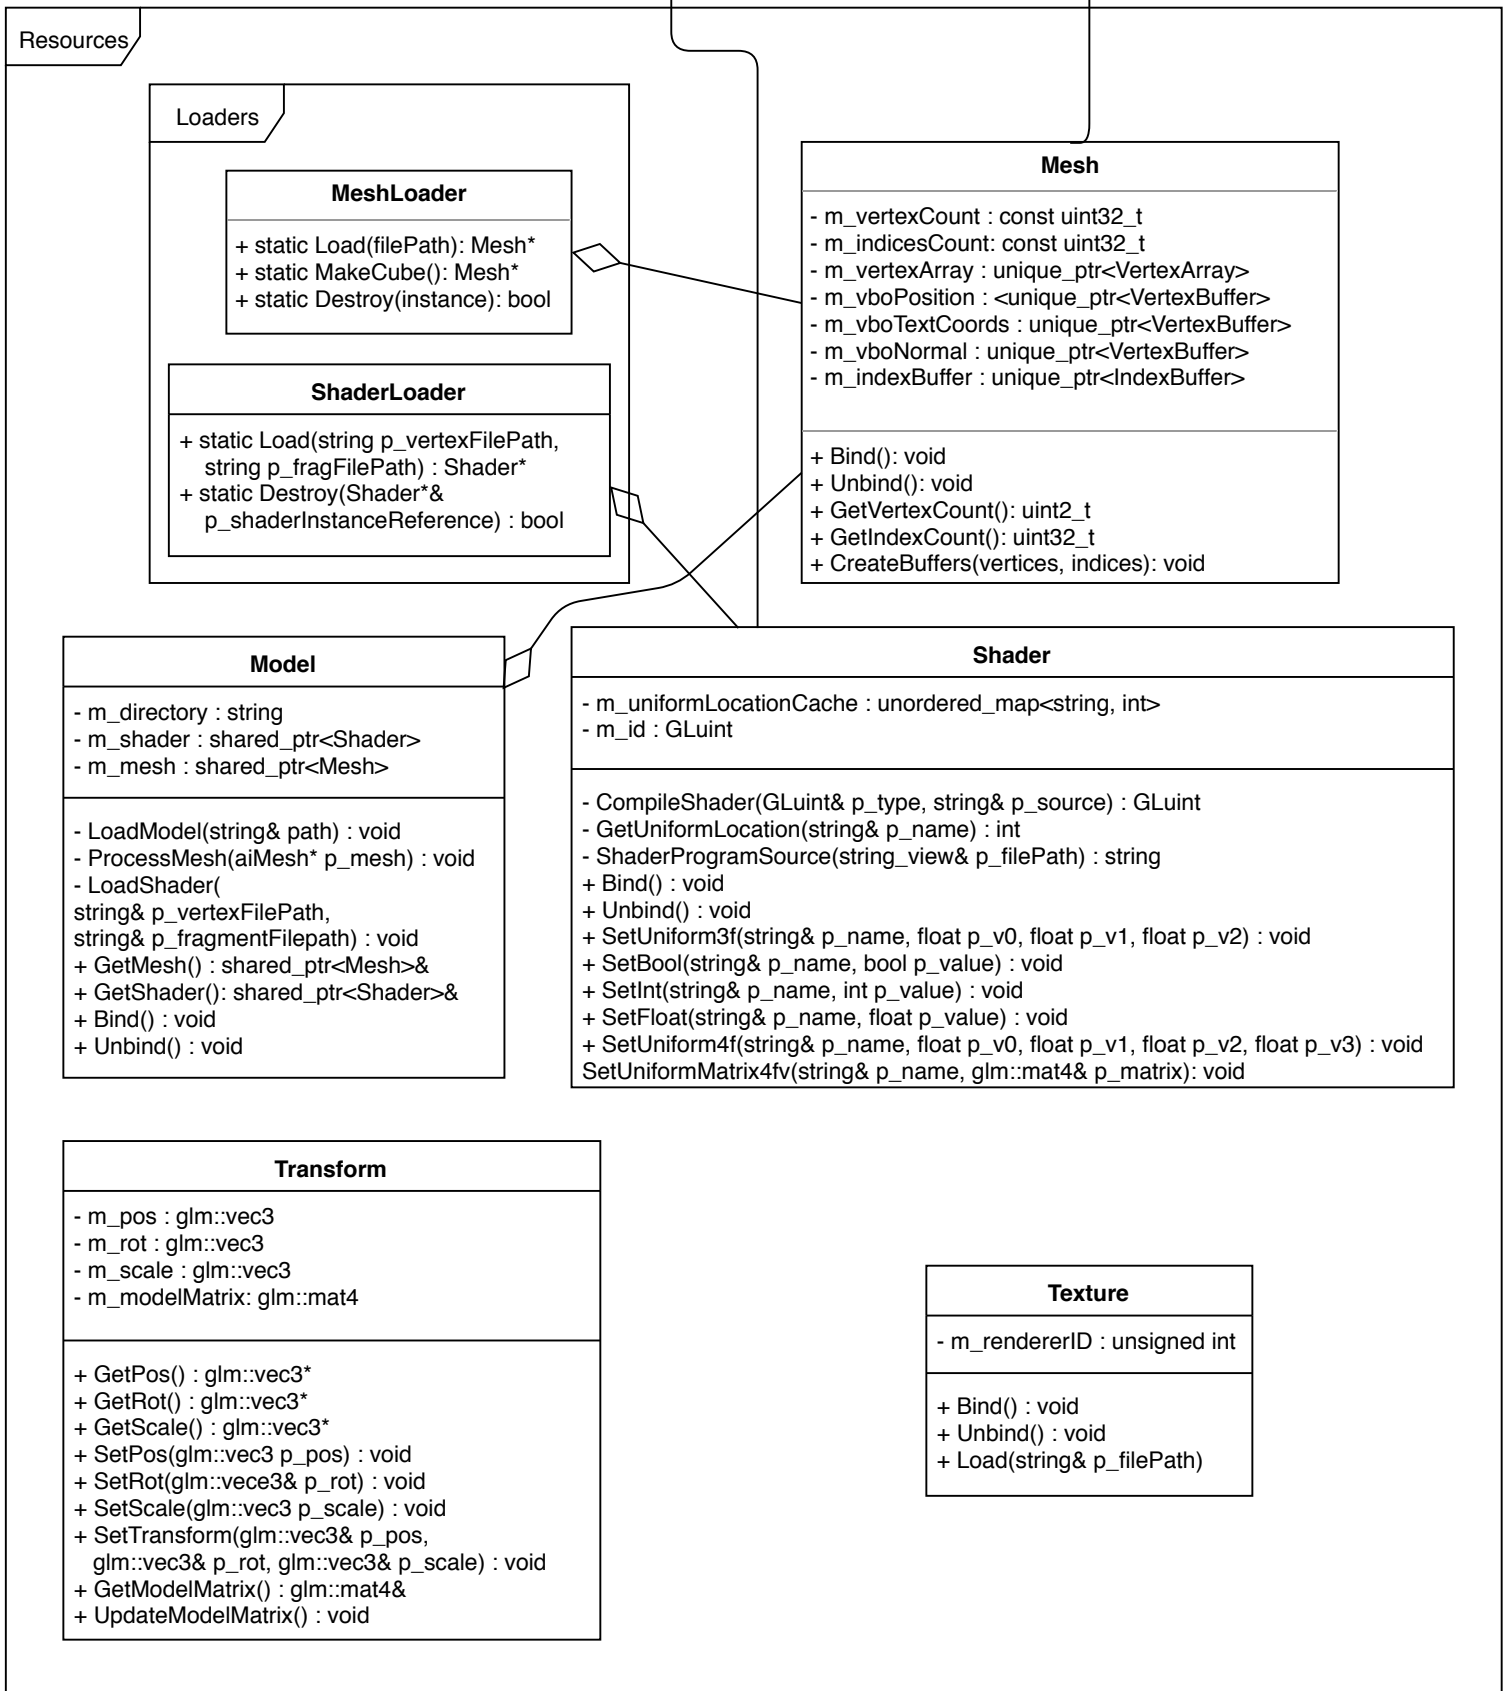 Resources
Loaders
MeshLoader
+ static Load(filePath): Mesh*
+ static MakeCube(): Mesh*
+ static Destroy(instance): bool
ShaderLoader
+ static Load(string p_vertexFilePath,
string p_fragFilePath) : Shader*
+ static Destroy(Shader*&
p_shaderInstanceReference) : bool
Mesh
- m_vertexCount : const uint32_t
- m_indicesCount: const uint32_t
- m_vertexArray : unique_ptr<VertexArray>
- m_vboPosition : <unique_ptr<VertexBuffer>
- m_vboTextCoords : unique_ptr<VertexBuffer>
- m_vboNormal : unique_ptr<VertexBuffer>
- m_indexBuffer : unique_ptr<IndexBuffer>
+ Bind(): void
+ Unbind(): void
+ GetVertexCount(): uint2_t
+ GetIndexCount(): uint32_t
+ CreateBuffers(vertices, indices): void
Model
- m_directory : string
- m_shader : shared_ptr<Shader>
- m_mesh : shared_ptr<Mesh>
- LoadModel(string& path) : void
- ProcessMesh(aiMesh* p_mesh) : void
- LoadShader(
string& p_vertexFilePath,
string& p_fragmentFilepath) : void
+ GetMesh() : shared_ptr<Mesh>&
+ GetShader(): shared_ptr<Shader>&
+ Bind() : void
+ Unbind() : void
Shader
- m_uniformLocationCache : unordered_map<string, int>
- m_id : GLuint
- CompileShader(GLuint& p_type, string& p_source) : GLuint
- GetUniformLocation(string& p_name) : int
- ShaderProgramSource(string_view& p_filePath) : string
+ Bind() : void
+ Unbind() : void
+ SetUniform3f(string& p_name, float p_v0, float p_v1, float p_v2) : void
+ SetBool(string& p_name, bool p_value) : void
+ SetInt(string& p_name, int p_value) : void
+ SetFloat(string& p_name, float p_value) : void
+ SetUniform4f(string& p_name, float p_v0, float p_v1, float p_v2, float p_v3) : void
SetUniformMatrix4fv(string& p_name, glm::mat4& p_matrix): void
Transform
- m_pos : glm::vec3
- m_rot : glm::vec3
- m_scale : glm::vec3
- m_modelMatrix: glm::mat4
+ GetPos() : glm::vec3*
+ GetRot() : glm::vec3*
+ GetScale() : glm::vec3*
+ SetPos(glm::vec3 p_pos) : void
+ SetRot(glm::vece3& p_rot) : void
+ SetScale(glm::vec3 p_scale) : void
+ SetTransform(glm::vec3& p_pos,
glm::vec3& p_rot, glm::vec3& p_scale) : void
+ GetModelMatrix() : glm::mat4&
+ UpdateModelMatrix() : void
Texture
- m_rendererID : unsigned int
+ Bind() : void
+ Unbind() : void
+ Load(string& p_filePath)